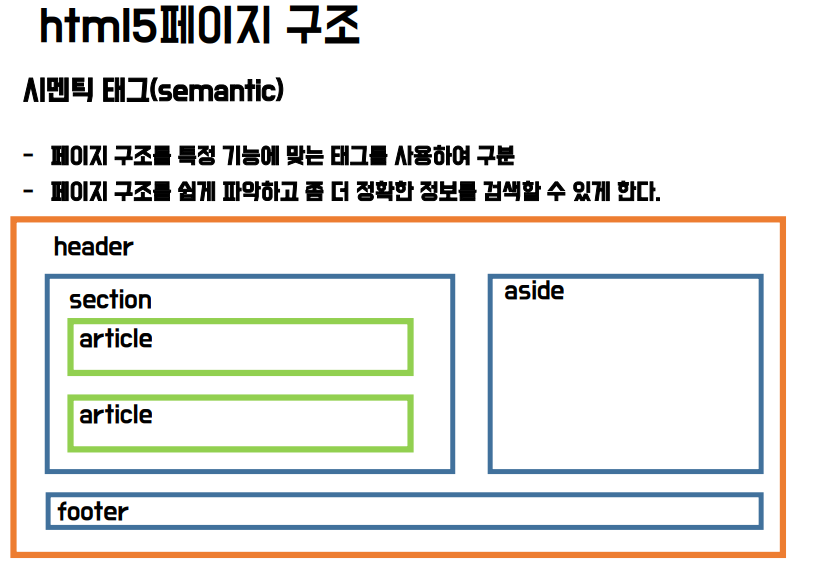 html5페이지 구조
시멘틱 태그(semantic)
- 페이지 구조를 특정 기능에 맞는 태그를 사용하여 구분
- 페이지 구조를 쉽게 파악하고 좀 더 정확한 정보를 검색할 수 있게 한다.
header
section
article
article
aside
footer